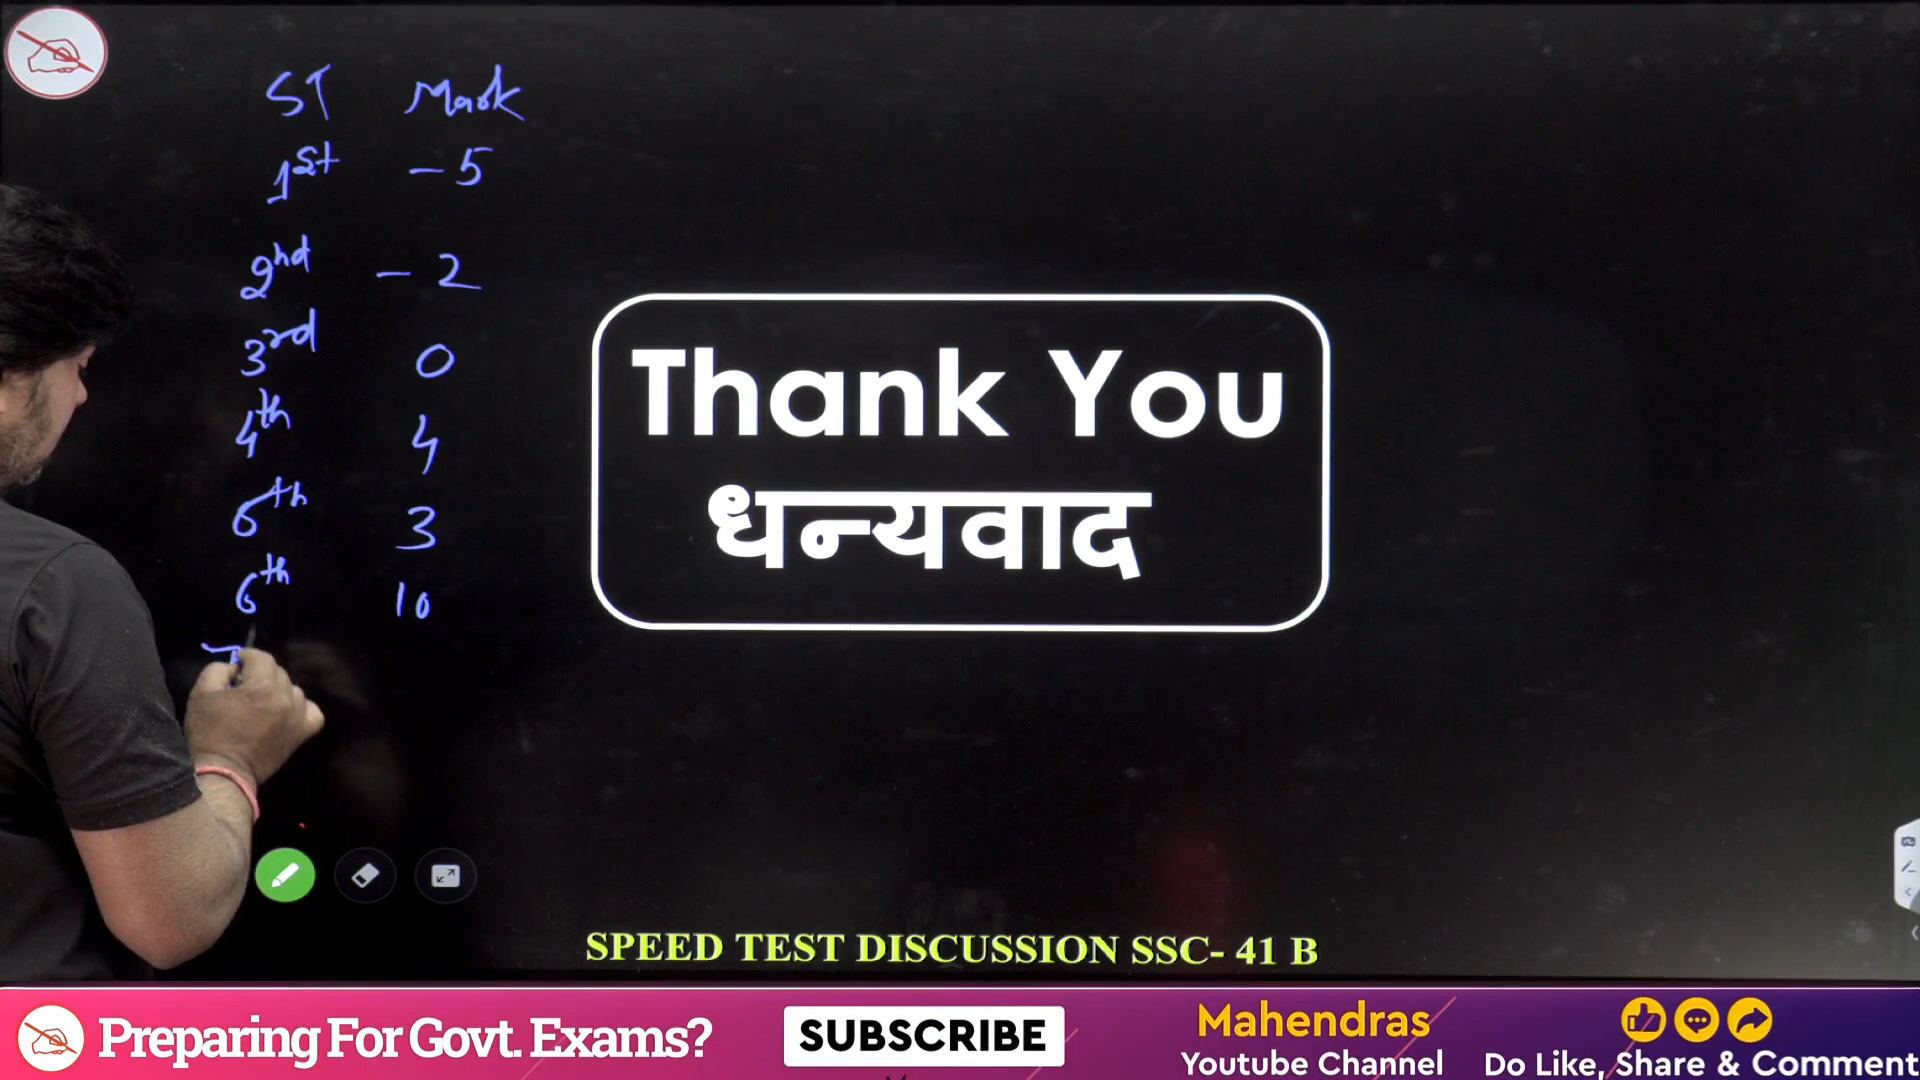 ST Mark
1st - 5
2nd - 2
3rd 0
4th 4
5th 3
6th 10
7
Thank You
धन्यवाद
SPEED TEST DISCUSSION SSC- 41 B
Preparing For Govt. Exams?
SUBSCRIBE
Mahendras
Youtube Channel
Do Like, Share & Comment